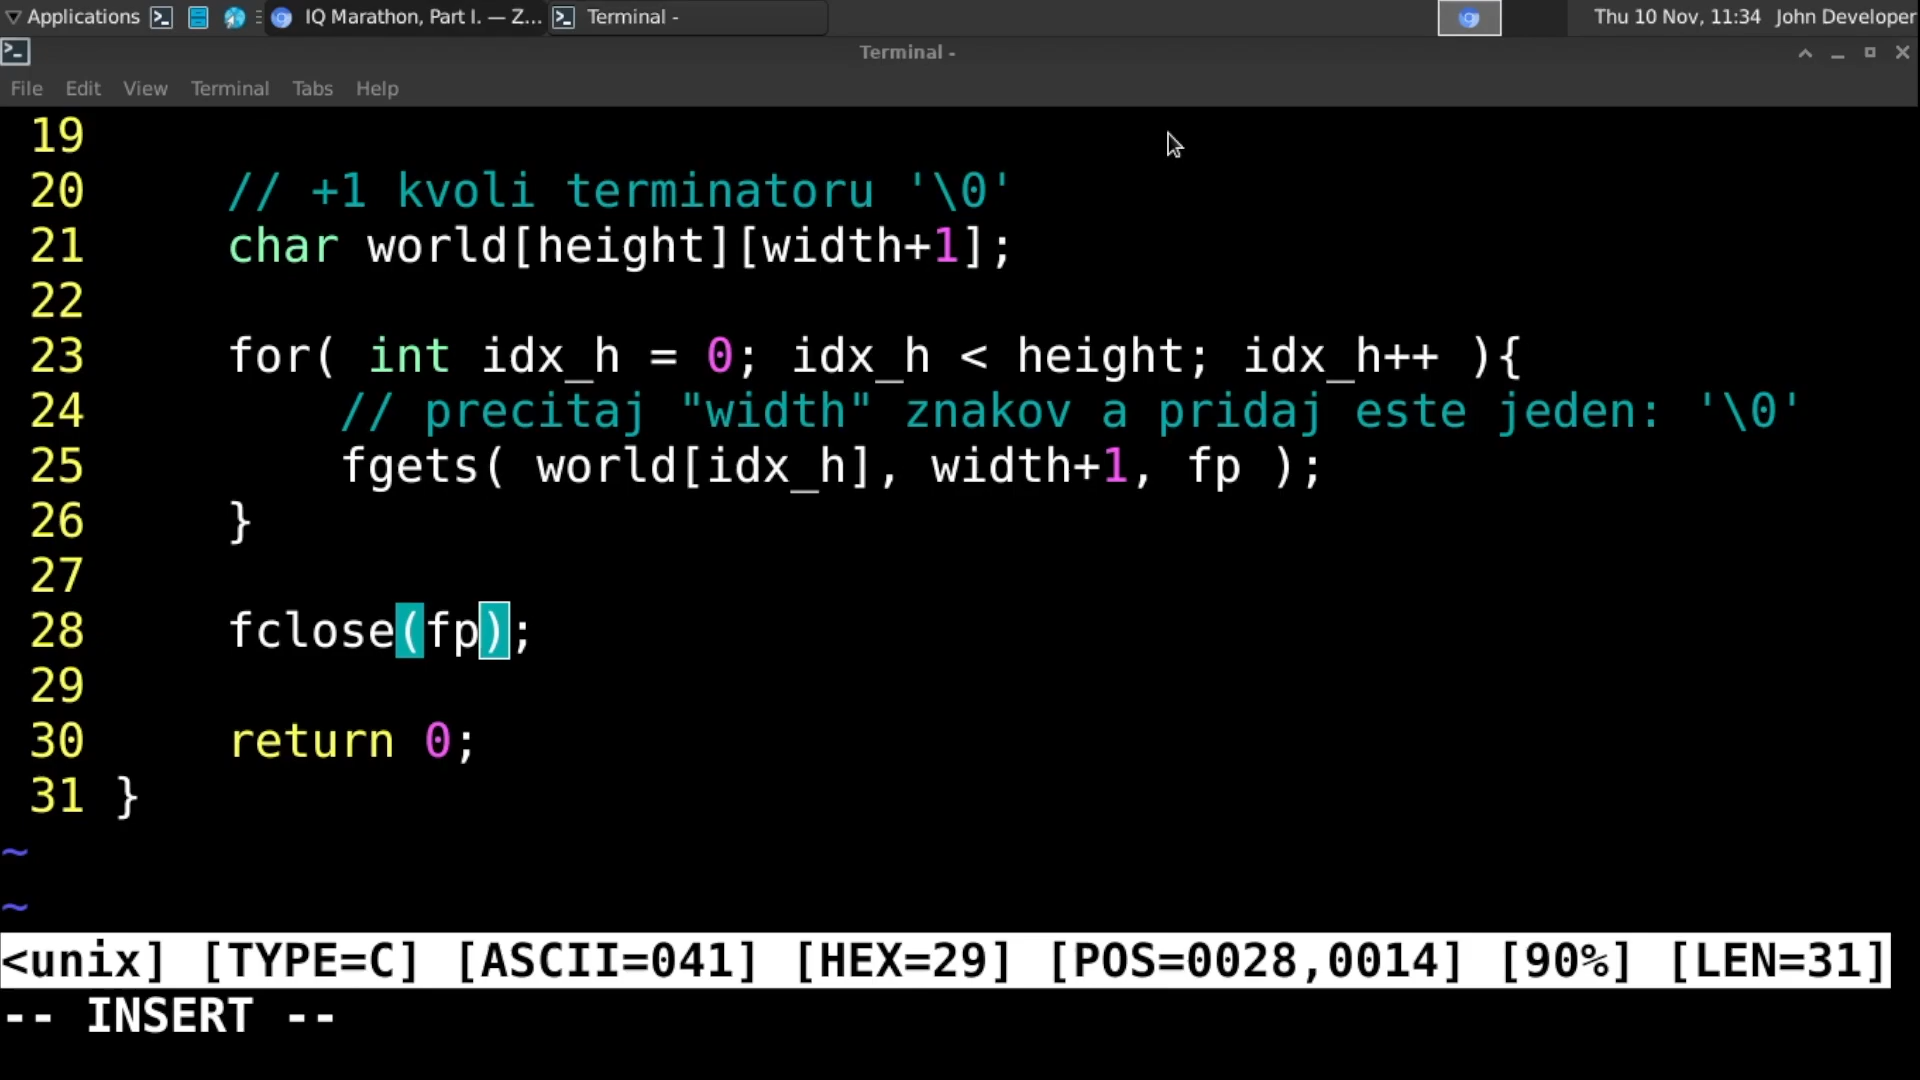 Applications IQ Marathon, Part I. — Z... Terminal - Thu 10 Nov, 11:34 John Developer
Terminal -
File Edit View Terminal Tabs Help
19
20 // +1 kvoli terminatoru '\0'
21 char world[height][width+1];
22
23 for( int idx_h = 0; idx_h < height; idx_h++ ){
24 // precitaj "width" znakov a pridaj este jeden: '\0'
25 fgets( world[idx_h], width+1, fp );
26 }
27
28 fclose(fp);
29
30 return 0;
31 }
~
~
<unix] [TYPE=C] [ASCII=041] [HEX=29] [POS=0028,0014] [90%] [LEN=31]
-- INSERT --